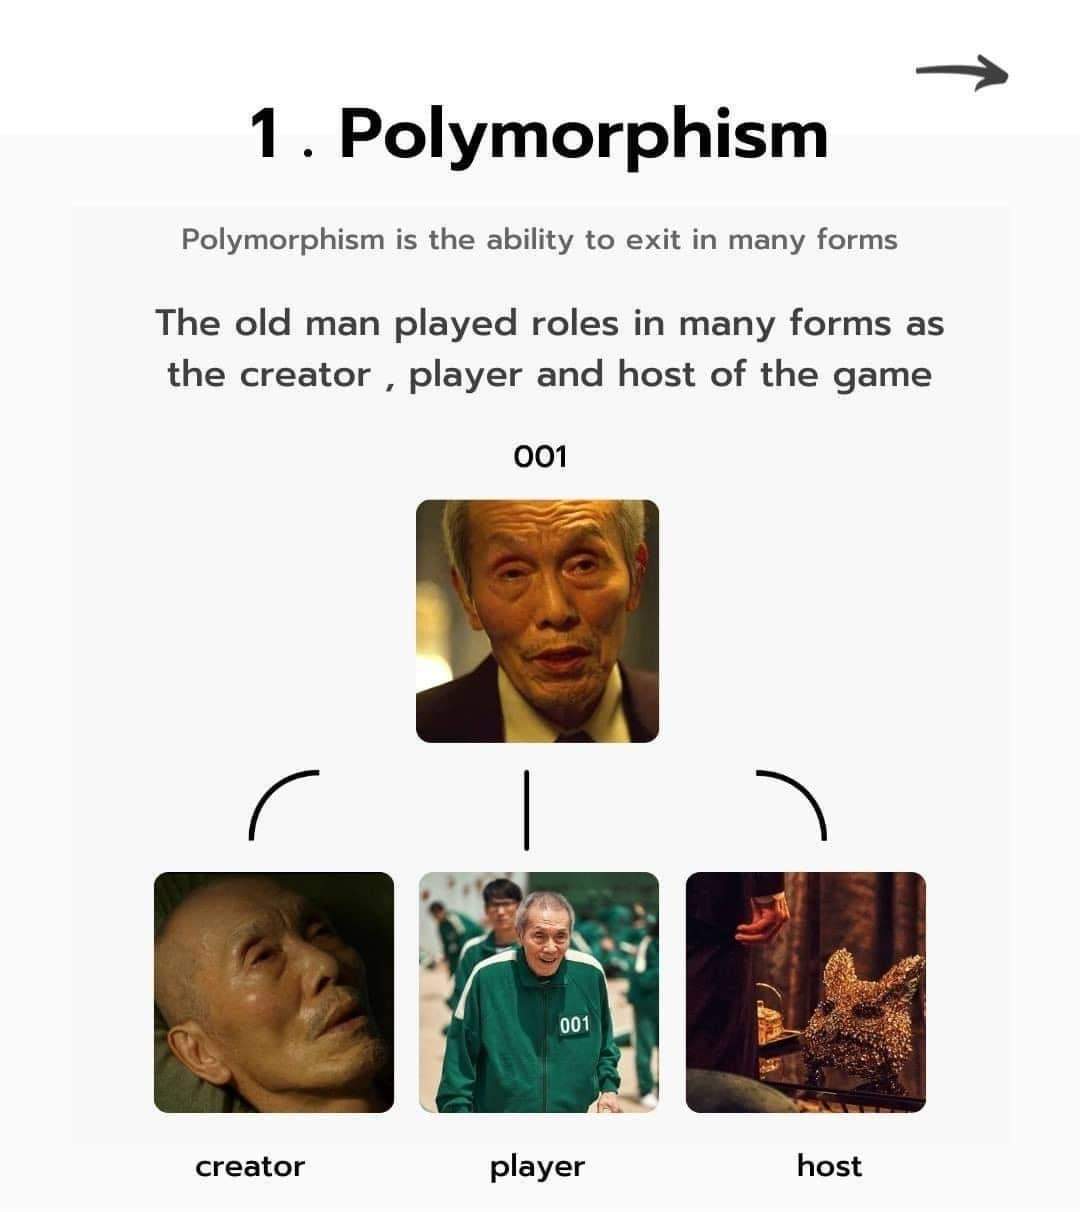 1 . Polymorphism
Polymorphism is the ability to exit in many forms
The old man played roles in many forms as
the creator , player and host of the game
001
001
creator
player
host